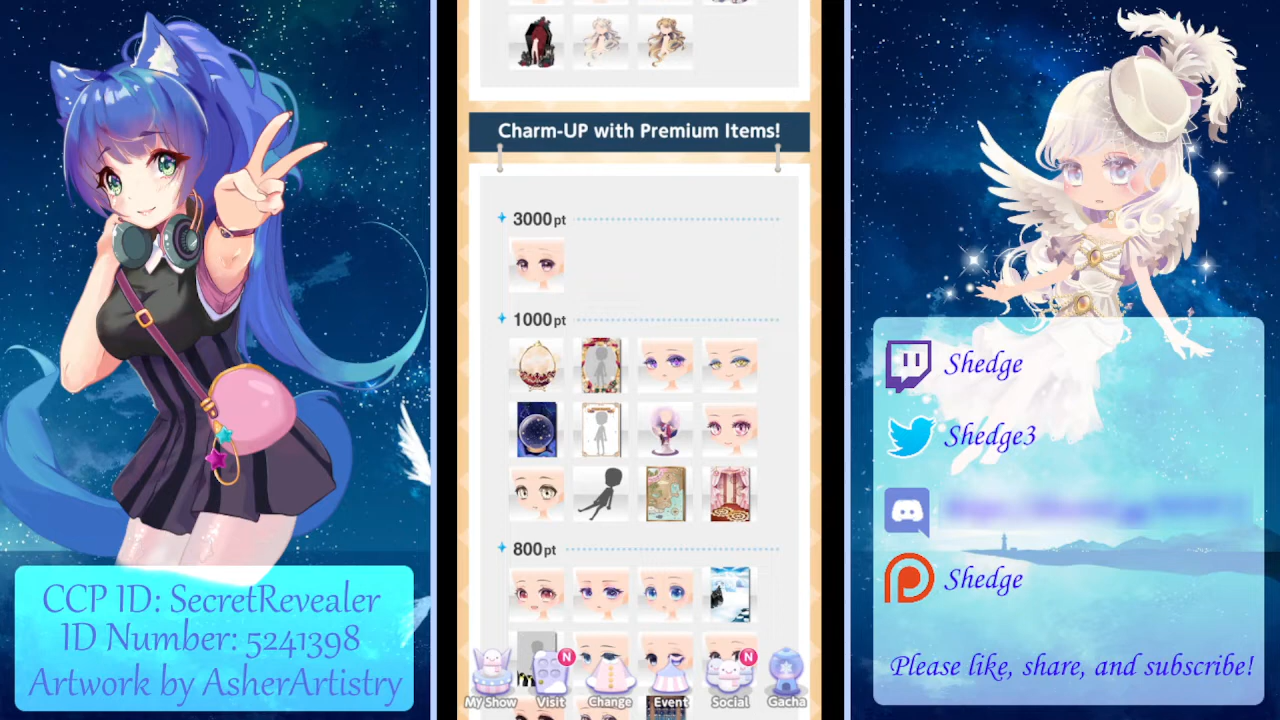 Charm-UP with Premium Items!
3000pt
1000pt
800pt
N
N
My Show
Visit
Change
Event
Social
Gacha
CCP ID: SecretRevealer
ID Number: 5241398
Artwork by AsherArtistry
Shedge
Shedge3
Shedge
Please like, share, and subscribe!